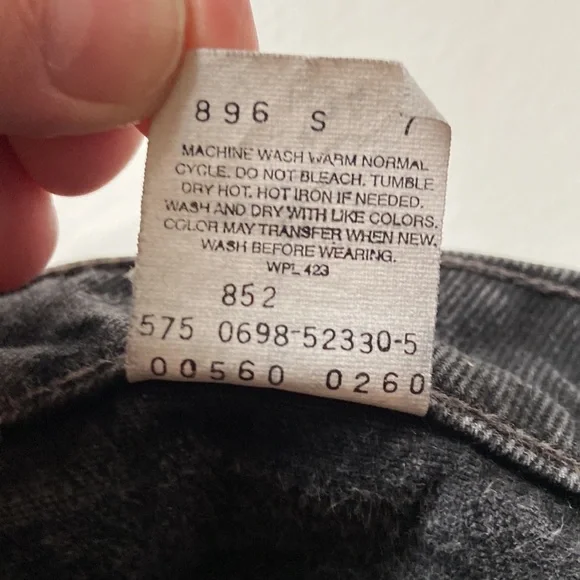 896 S 7
MACHINE WASH WARM NORMAL
CYCLE. DO NOT BLEACH. TUMBLE
DRY HOT. HOT IRON IF NEEDED.
WASH AND DRY WITH LIKE COLORS.
COLOR MAY TRANSFER WHEN NEW,
WASH BEFORE WEARING.
WPL 423
852
575 0698-52330-5
00560 0260